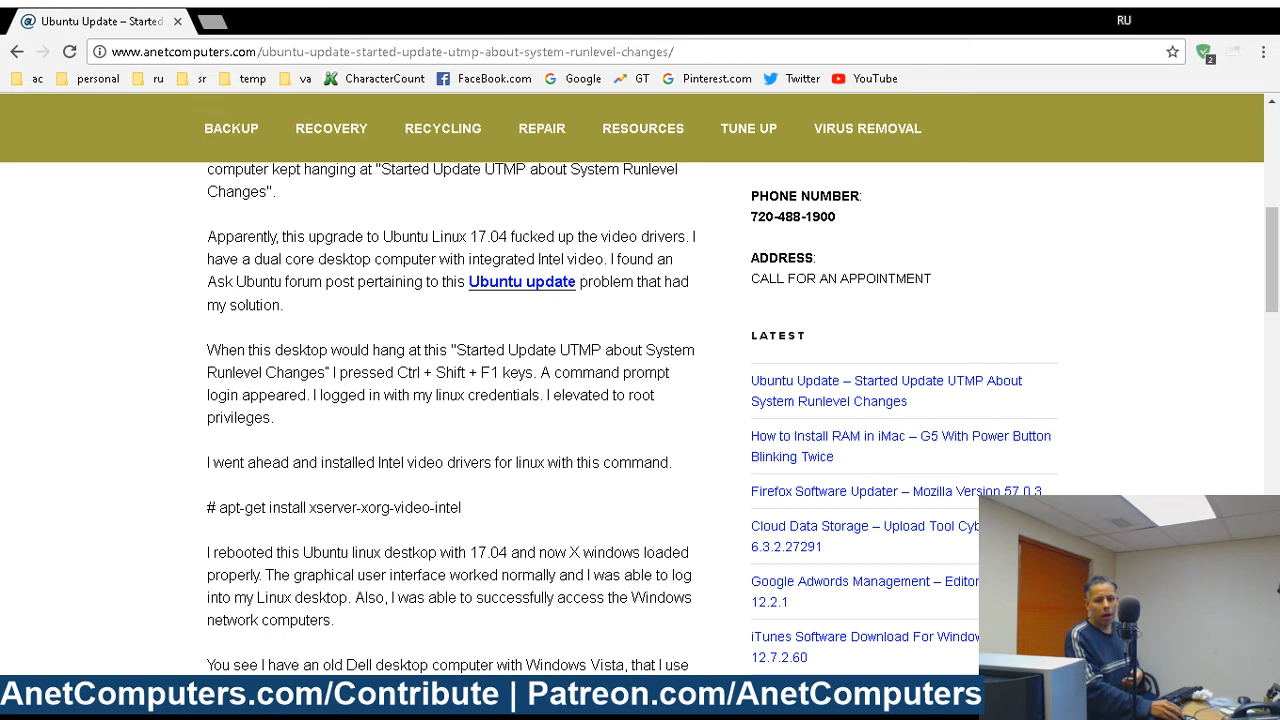 Ubuntu Update – Started
RU
www.anetcomputers.com/ubuntu-update-started-update-utmp-about-system-runlevel-changes/
2
ac personal ru sr temp va CharacterCount FaceBook.com Google GT Pinterest.com Twitter YouTube
BACKUP RECOVERY RECYCLING REPAIR RESOURCES TUNE UP VIRUS REMOVAL
computer kept hanging at "Started Update UTMP about System Runlevel
Changes".
Apparently, this upgrade to Ubuntu Linux 17.04 fucked up the video drivers. I
have a dual core desktop computer with integrated Intel video. I found an
Ask Ubuntu forum post pertaining to this Ubuntu update problem that had
my solution.
When this desktop would hang at this "Started Update UTMP about System
Runlevel Changes" I pressed Ctrl + Shift + F1 keys. A command prompt
login appeared. I logged in with my linux credentials. I elevated to root
privileges.
I went ahead and installed Intel video drivers for linux with this command.
# apt-get install xserver-xorg-video-intel
I rebooted this Ubuntu linux destkop with 17.04 and now X windows loaded
properly. The graphical user interface worked normally and I was able to log
into my Linux desktop. Also, I was able to successfully access the Windows
network computers.
You see I have an old Dell desktop computer with Windows Vista, that I use
PHONE NUMBER:
720-488-1900
ADDRESS:
CALL FOR AN APPOINTMENT
LATEST
Ubuntu Update – Started Update UTMP About
System Runlevel Changes
How to Install RAM in iMac – G5 With Power Button
Blinking Twice
Firefox Software Updater – Mozilla Version 57.0.3
Cloud Data Storage – Upload Tool Cyb
6.3.2.27291
Google Adwords Management – Editor
12.2.1
iTunes Software Download For Window
12.7.2.60
AnetComputers.com/Contribute | Patreon.com/AnetComputers